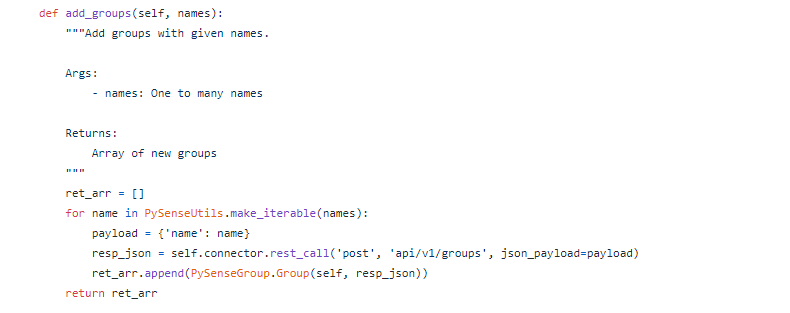 def add_groups(self, names):
"""Add groups with given names.
Args:
- names: One to many names
Returns:
Array of new groups
"""
ret_arr = []
for name in PySenseUtils.make_iterable(names):
payload = {'name': name}
resp_json = self.connector.rest_call('post', 'api/v1/groups', json_payload=payload)
ret_arr.append(PySenseGroup.Group(self, resp_json))
return ret_arr